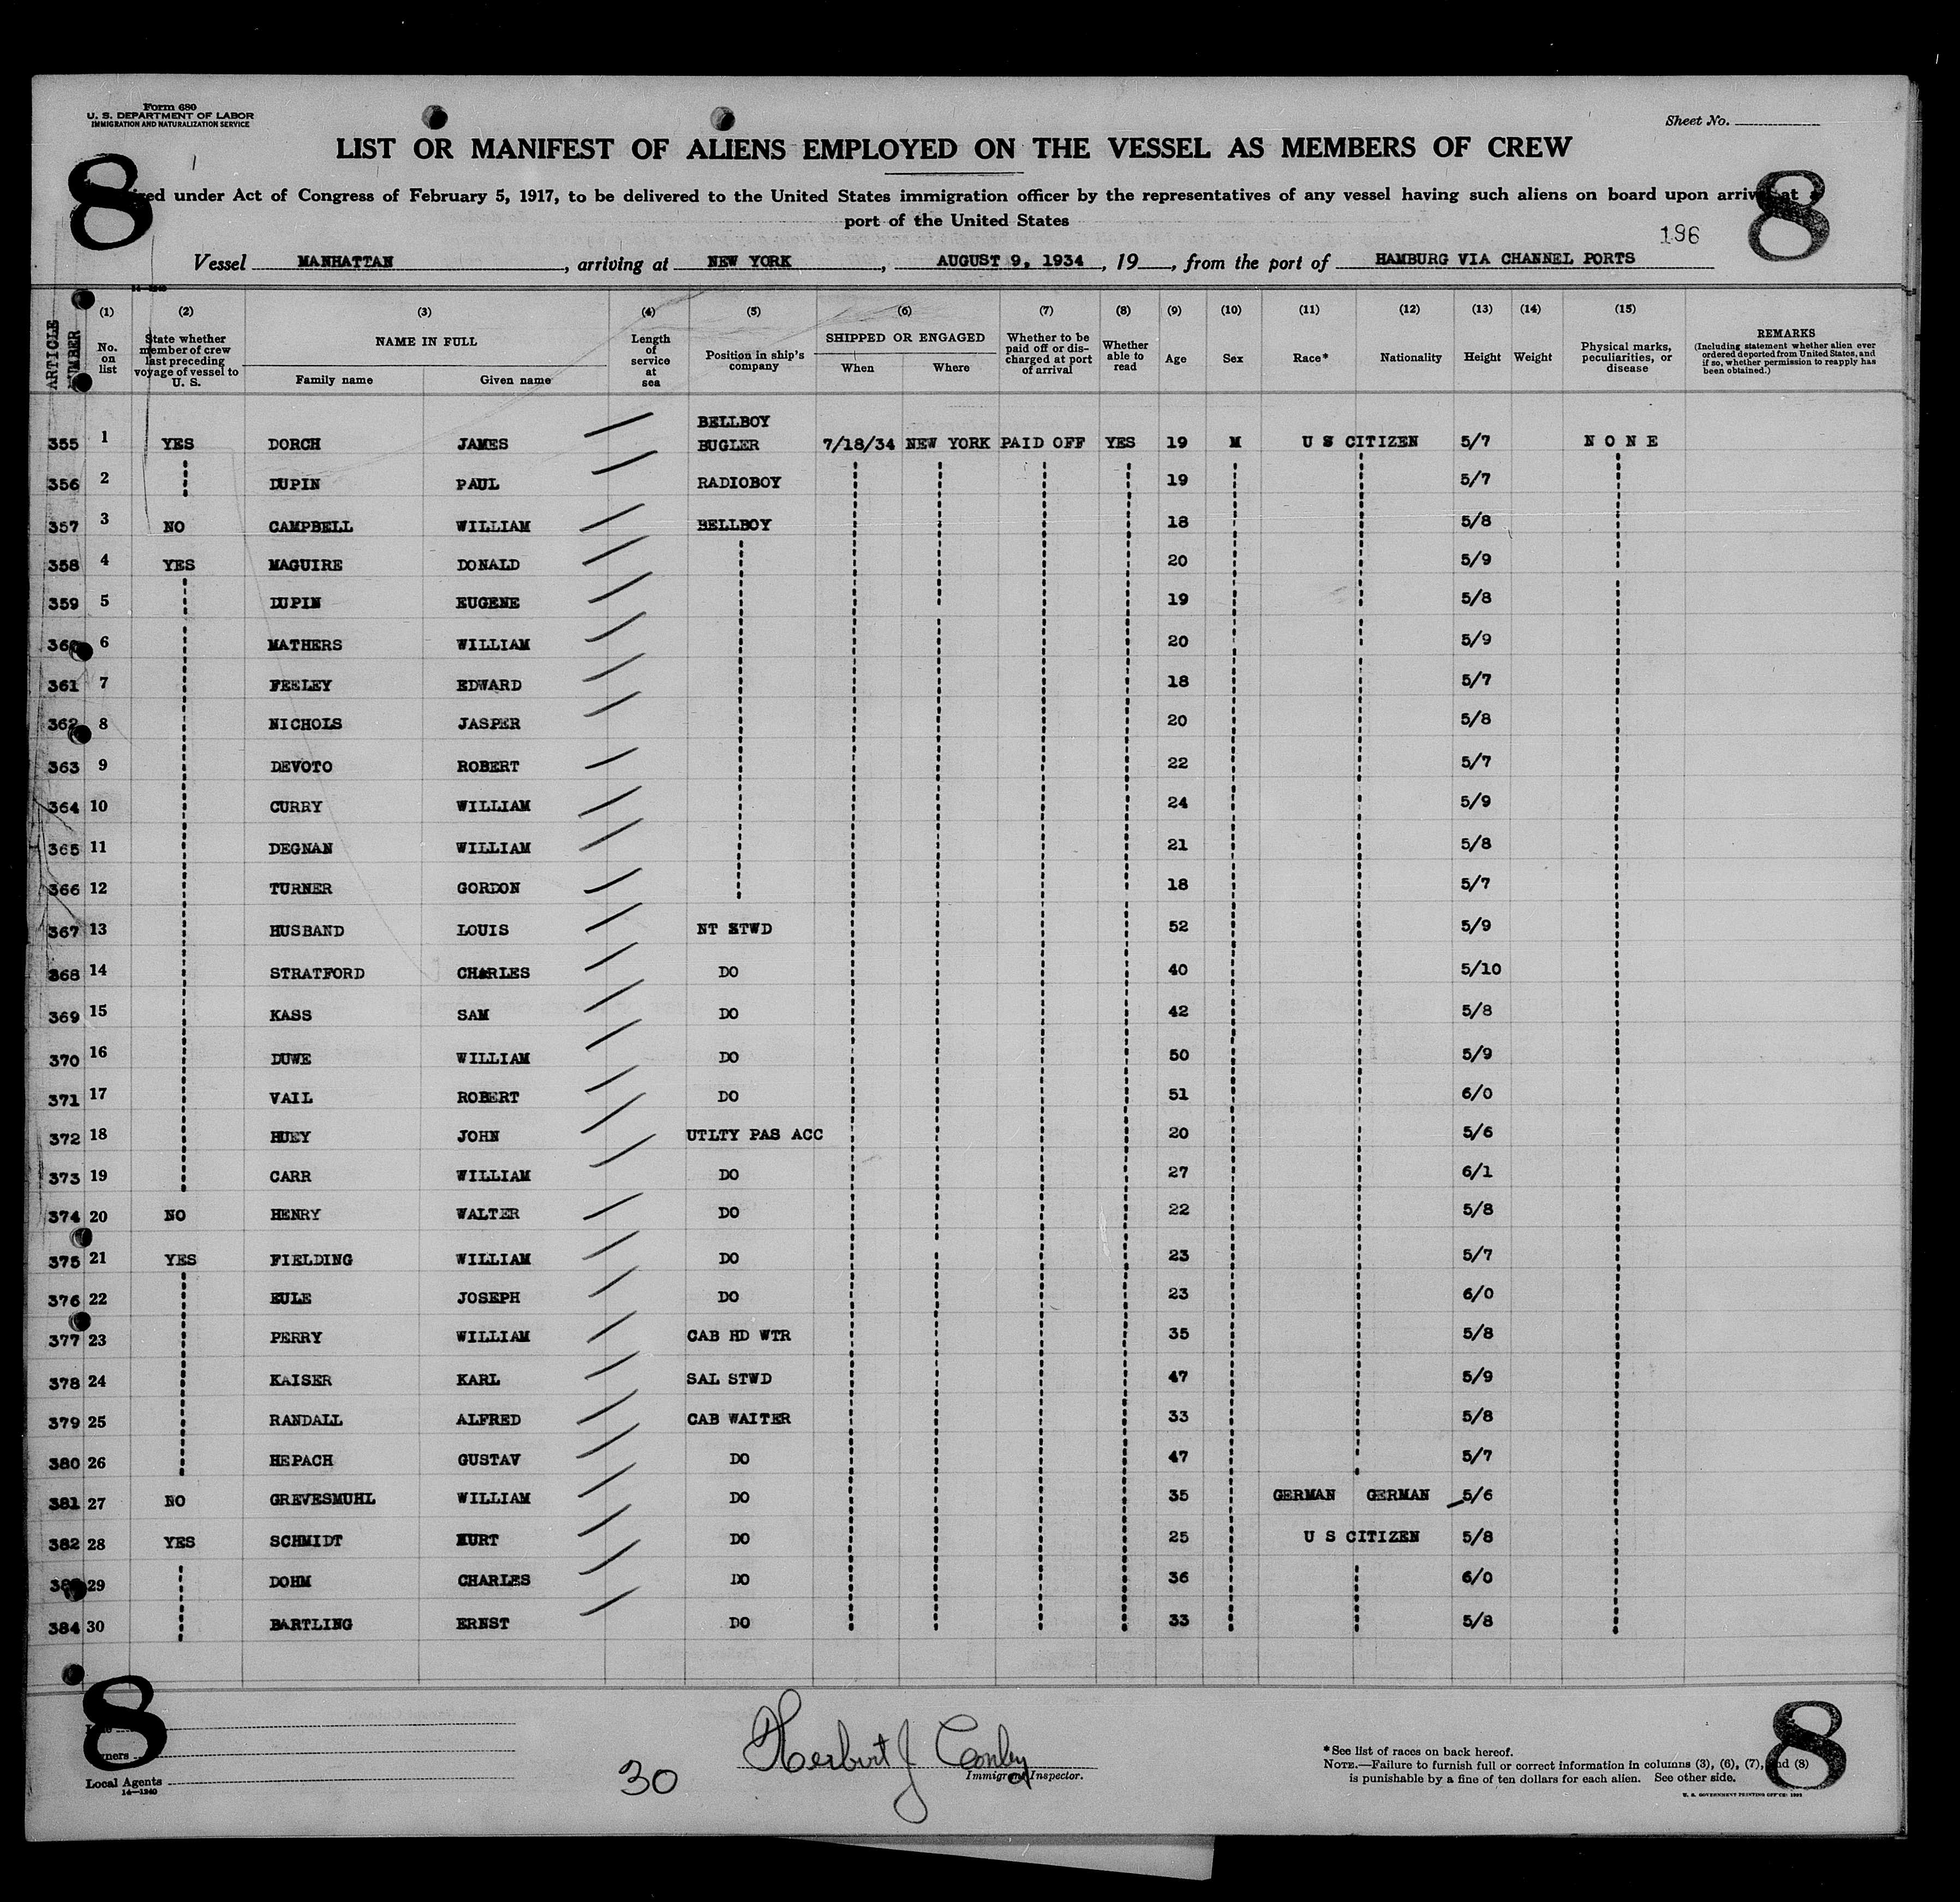 Form 680
U. S. DEPARTMENT OF LABOR
IMMIGRATION AND NATURALIZATION SERVICE
Sheet No.
LIST OR MANIFEST OF ALIENS EMPLOYED ON THE VESSEL AS MEMBERS OF CREW
8 8
under Act of Congress of February 5, 1917, to be delivered to the United States immigration officer by the representatives of any vessel having such aliens on board upon arrival at a
port of the United States
196
Vessel MANHATTAN, arriving at NEW YORK, AUGUST 9, 1934, 19, from the port of HAMBURG VIA CHANNEL PORTS
ARTICLE NUMBER
(1) No. on list
(2) State whether member of crew last preceding voyage of vessel to U. S.
(3) NAME IN FULL Family name Given name
(4) Length of service at sea
(5) Position in ship's company
(6) SHIPPED OR ENGAGED When Where
(7) Whether to be paid off or discharged at port of arrival
(8) Whether able to read
(9) Age
(10) Sex
(11) Race*
(12) Nationality
(13) Height
(14) Weight
(15) Physical marks, peculiarities, or disease
REMARKS (Including statement whether alien ever ordered deported from United States, and if so, whether permission to reapply has been obtained.)
BELLBOY
355 1 YES DORCH JAMES BUGLER 7/18/34 NEW YORK PAID OFF YES 19 M U S CITIZEN 5/7 N O N E
356 2 DUPIN PAUL RADIOBOY 19 5/7
357 3 NO CAMPBELL WILLIAM BELLBOY 18 5/8
358 4 YES MAGUIRE DONALD 20 5/9
359 5 DUPIN EUGENE 19 5/8
360 6 MATHERS WILLIAM 20 5/9
361 7 FEELEY EDWARD 18 5/7
362 8 NICHOLS JASPER 20 5/8
363 9 DEVOTO ROBERT 22 5/7
364 10 CURRY WILLIAM 24 5/9
365 11 DEGNAN WILLIAM 21 5/8
366 12 TURNER GORDON 18 5/7
367 13 HUSBAND LOUIS NT STWD 52 5/9
368 14 STRATFORD CHARLES DO 40 5/10
369 15 KASS SAM DO 42 5/8
370 16 DUWE WILLIAM DO 50 5/9
371 17 VAIL ROBERT DO 51 6/0
372 18 HUEY JOHN UTLTY PAS ACC 20 5/6
373 19 CARR WILLIAM DO 27 6/1
374 20 NO HENRY WALTER DO 22 5/8
375 21 YES FIELDING WILLIAM DO 23 5/7
376 22 EULE JOSEPH DO 23 6/0
377 23 PERRY WILLIAM CAB HD WTR 35 5/8
378 24 KAISER KARL SAL STWD 47 5/9
379 25 RANDALL ALFRED CAB WAITER 33 5/8
380 26 HEPACH GUSTAV DO 47 5/7
381 27 NO GREVESMUHL WILLIAM DO 35 GERMAN GERMAN 5/6
382 28 YES SCHMIDT KURT DO 25 U S CITIZEN 5/8
29 DOHM CHARLES DO 36 6/0
384 30 BARTLING ERNST DO 33 5/8
8 8
Local Agents
14—1240
30
Herbert J Conby
Immigrant Inspector.
*See list of races on back hereof.
NOTE.—Failure to furnish full or correct information in columns (3), (6), (7), and (8)
is punishable by a fine of ten dollars for each alien. See other side.